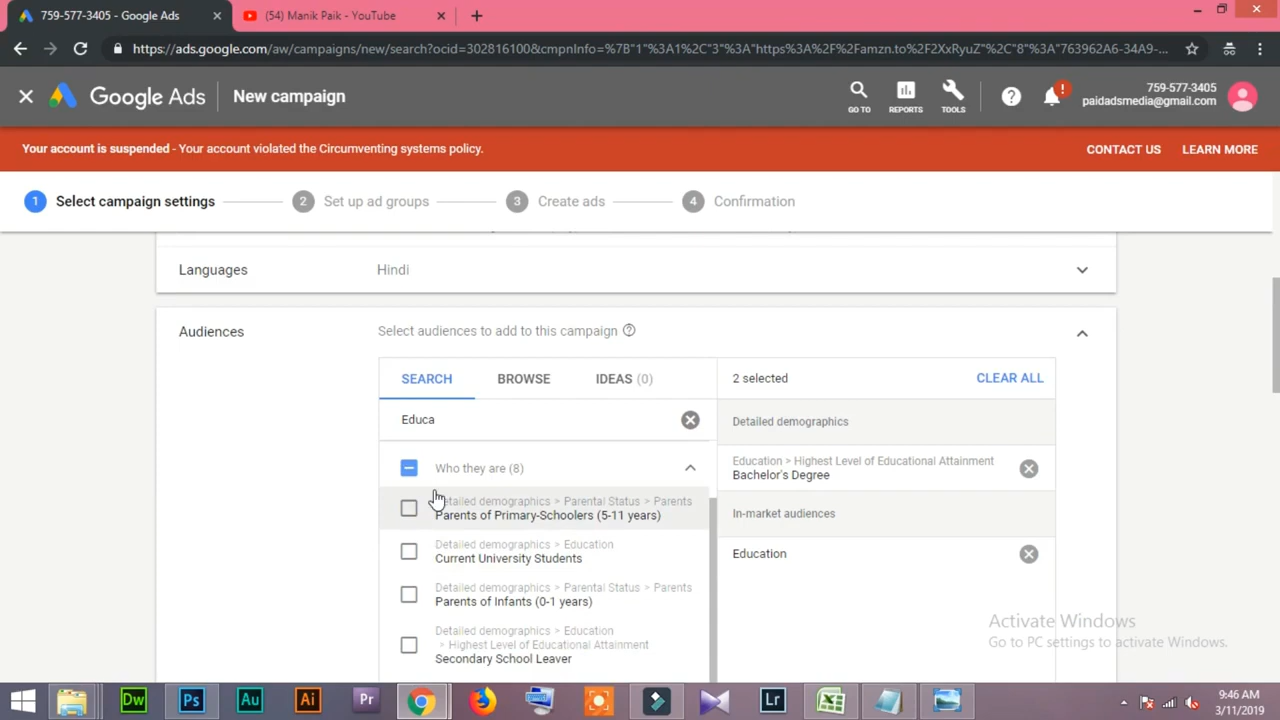 759-577-3405 - Google Ads
(54) Manik Paik - YouTube
https://ads.google.com/aw/campaigns/new/search?ocid=302816100&cmpnInfo=%7B"1"%3A1%2C"3"%3A"https%3A%2F%2Famzn.to%2F2XxRyuZ"%2C"8"%3A"763962A6-34A9-...
Google Ads
New campaign
GO TO
REPORTS
TOOLS
759-577-3405
paidadsmedia@gmail.com
Your account is suspended - Your account violated the Circumventing systems policy.
CONTACT US
LEARN MORE
1 Select campaign settings
2 Set up ad groups
3 Create ads
4 Confirmation
Languages
Hindi
Audiences
Select audiences to add to this campaign
SEARCH
BROWSE
IDEAS (0)
2 selected
CLEAR ALL
Educa
Who they are (8)
Detailed demographics > Parental Status > Parents
Parents of Primary-Schoolers (5-11 years)
Detailed demographics > Education
Current University Students
Detailed demographics > Parental Status > Parents
Parents of Infants (0-1 years)
Detailed demographics > Education
> Highest Level of Educational Attainment
Secondary School Leaver
Detailed demographics
Education > Highest Level of Educational Attainment
Bachelor's Degree
In-market audiences
Education
Activate Windows
Go to PC settings to activate Windows.
Dw
Ps
Au
Ai
Pr
Lr
9:46 AM
3/11/2019